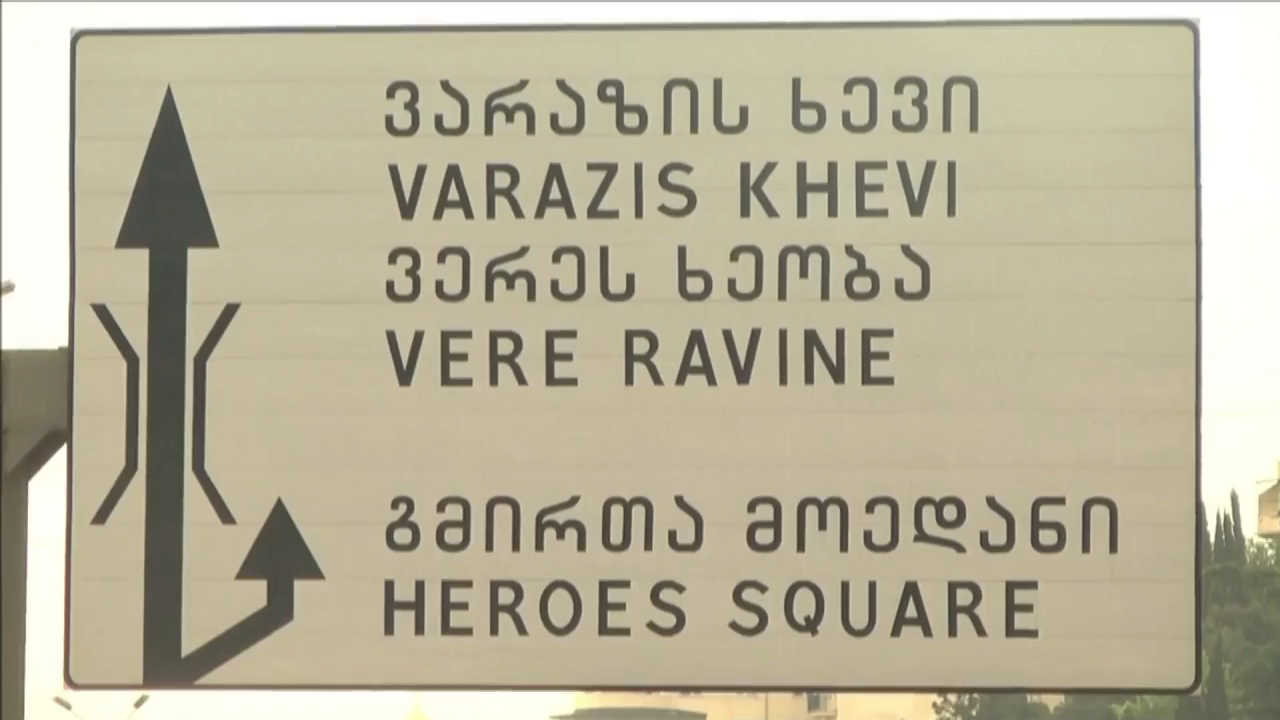 ვარაზის ხევი
VARAZIS KHEVI
ვერეს ხეობა
VERE RAVINE
გმირთა მოედანი
HEROES SQUARE